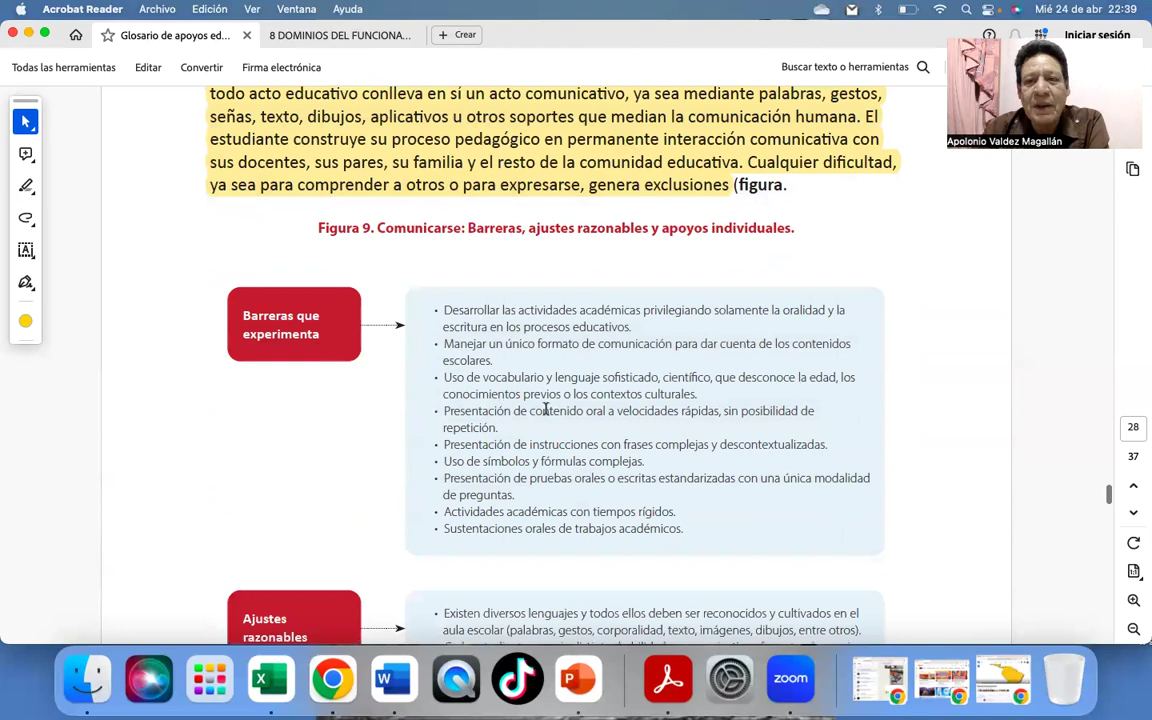 Acrobat Reader Archivo Edición Ver Ventana Ayuda Mié 24 de abr 22:39
Glosario de apoyos ed... 8 DOMINIOS DEL FUNCIONA... + Crear Iniciar sesión
Todas las herramientas Editar Convertir Firma electrónica Buscar texto o herramientas
Apolonio Valdez Magallán
todo acto educativo conlleva en sí un acto comunicativo, ya sea mediante palabras, gestos,
señas, texto, dibujos, aplicativos u otros soportes que median la comunicación humana. El
estudiante construye su proceso pedagógico en permanente interacción comunicativa con
sus docentes, sus pares, su familia y el resto de la comunidad educativa. Cualquier dificultad,
ya sea para comprender a otros o para expresarse, genera exclusiones (figura.
Figura 9. Comunicarse: Barreras, ajustes razonables y apoyos individuales.
Barreras que
experimenta
• Desarrollar las actividades académicas privilegiando solamente la oralidad y la
escritura en los procesos educativos.
• Manejar un único formato de comunicación para dar cuenta de los contenidos
escolares.
• Uso de vocabulario y lenguaje sofisticado, científico, que desconoce la edad, los
conocimientos previos o los contextos culturales.
• Presentación de contenido oral a velocidades rápidas, sin posibilidad de
repetición.
• Presentación de instrucciones con frases complejas y descontextualizadas.
• Uso de símbolos y fórmulas complejas.
• Presentación de pruebas orales o escritas estandarizadas con una única modalidad
de preguntas.
• Actividades académicas con tiempos rígidos.
• Sustentaciones orales de trabajos académicos.
28
37
Ajustes
razonables
• Existen diversos lenguajes y todos ellos deben ser reconocidos y cultivados en el
aula escolar (palabras, gestos, corporalidad, texto, imágenes, dibujos, entre otros).
zoom